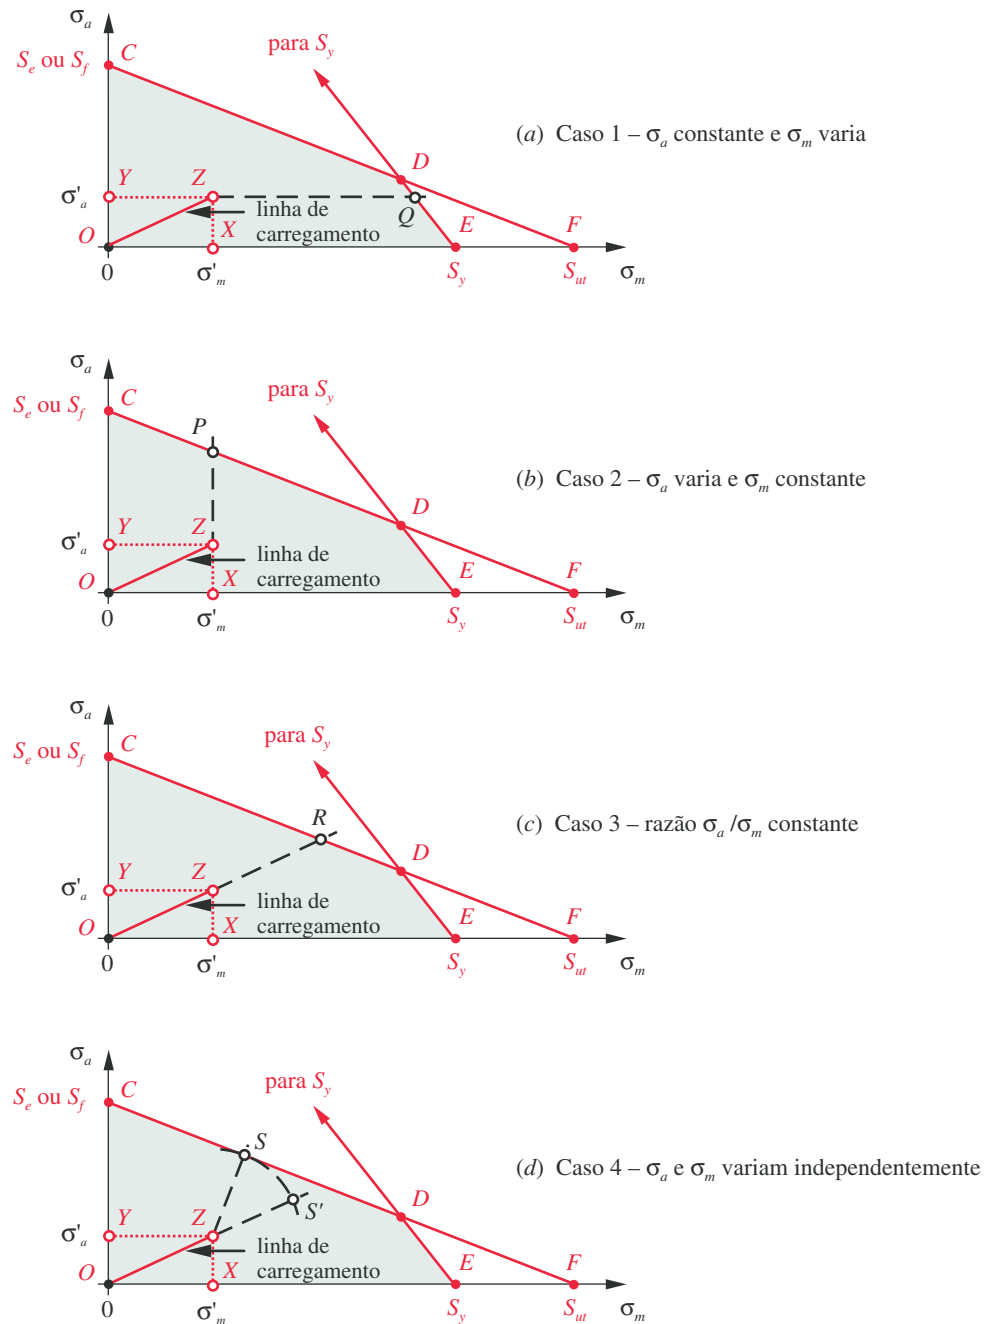 σa
Se ou Sf
C
para Sy
(a) Caso 1 – σa constante e σm varia
D
Y
Z
σ'a
Q
linha de
carregamento
O
X
E
F
0
σ'm
Sy
Sut
σm
σa
Se ou Sf
C
para Sy
P
(b) Caso 2 – σa varia e σm constante
D
Y
Z
σ'a
linha de
carregamento
O
X
E
F
0
σ'm
Sy
Sut
σm
σa
Se ou Sf
C
para Sy
R
(c) Caso 3 – razão σa /σm constante
D
Y
Z
σ'a
linha de
carregamento
O
X
E
F
0
σ'm
Sy
Sut
σm
σa
Se ou Sf
C
para Sy
S
(d) Caso 4 – σa e σm variam independentemente
D
Y
Z
S'
σ'a
linha de
carregamento
O
X
E
F
0
σ'm
Sy
Sut
σm